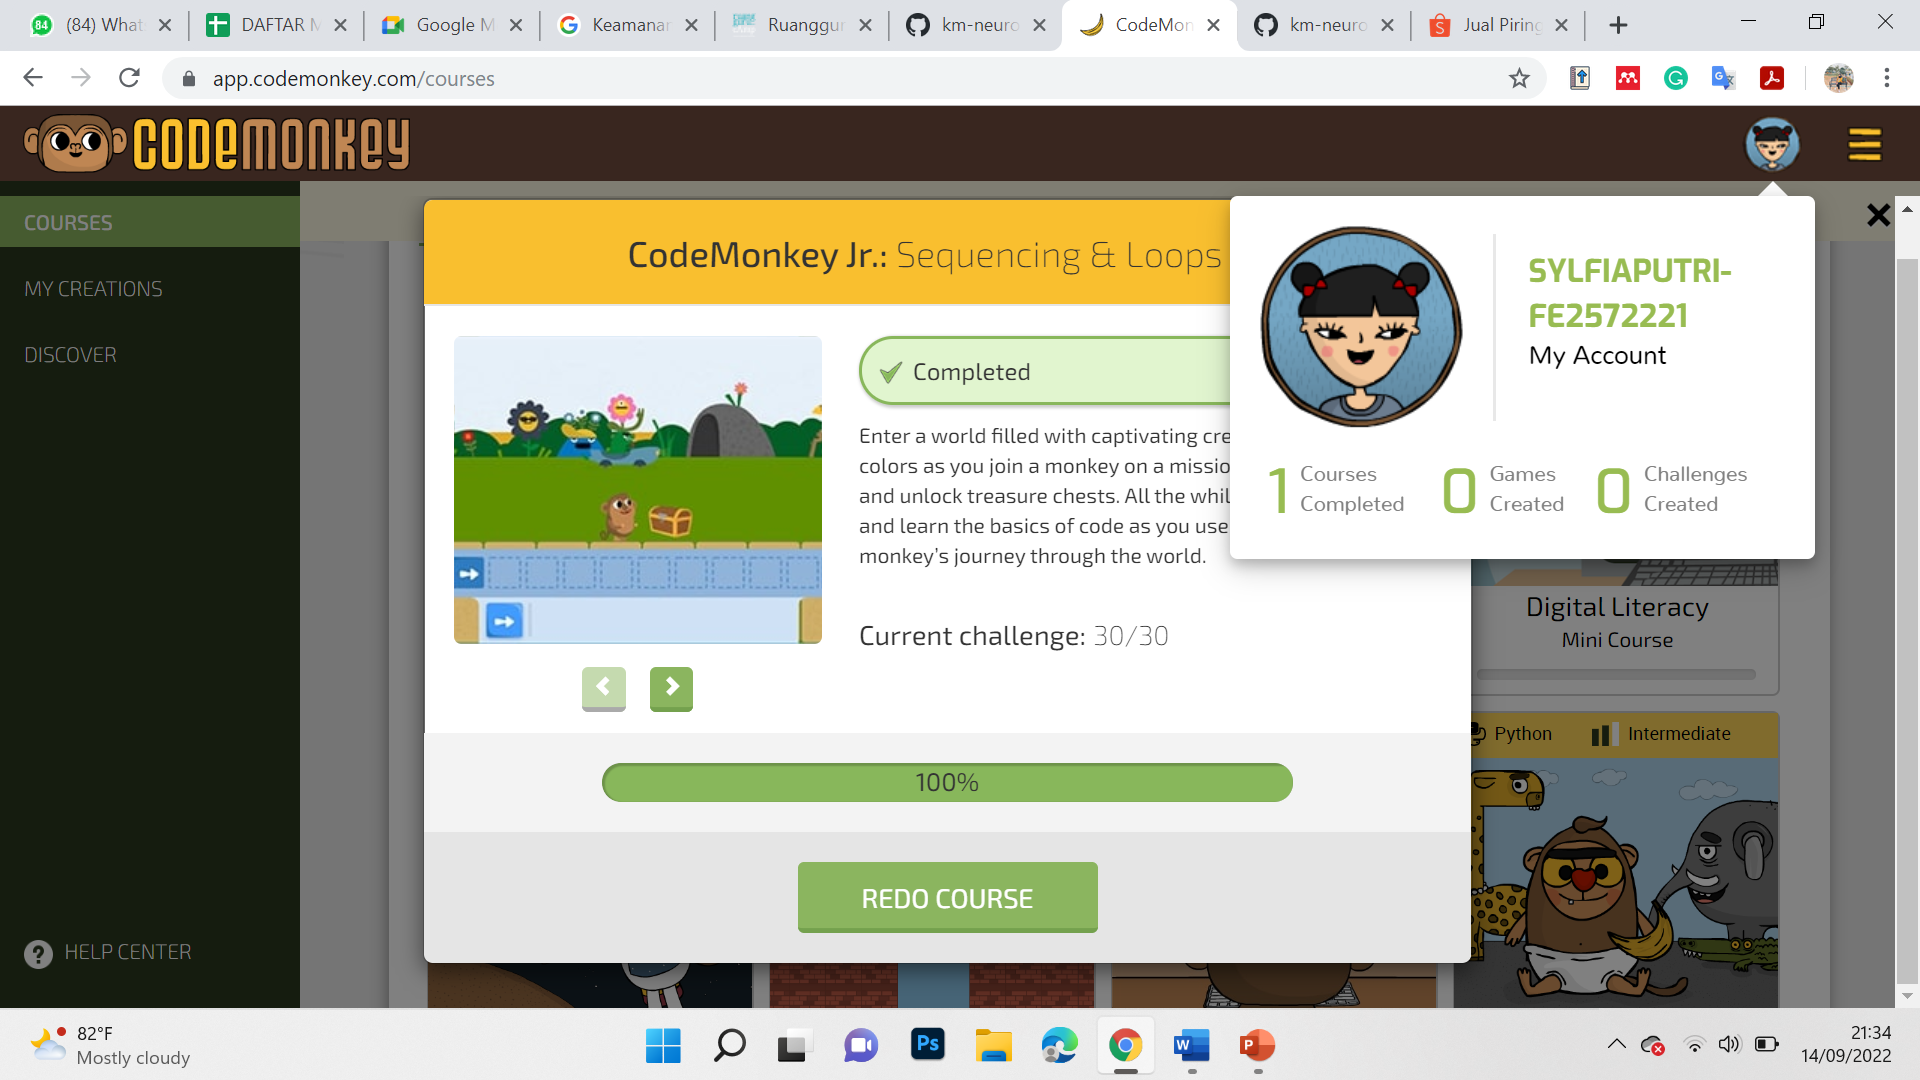 (84) What
DAFTAR M
Google M
Keamanan
Ruanggur
km-neuro
CodeMon
km-neuro
Jual Piring
app.codemonkey.com/courses
CODEMONKEY
COURSES
MY CREATIONS
DISCOVER
HELP CENTER
CodeMonkey Jr.: Sequencing & Loops
Completed
Enter a world filled with captivating cre
colors as you join a monkey on a missio
and unlock treasure chests. All the whil
and learn the basics of code as you use
monkey’s journey through the world.
Current challenge: 30/30
100%
REDO COURSE
SYLFIAPUTRI-
FE2572221
My Account
1 Courses Completed
0 Games Created
0 Challenges Created
Digital Literacy
Mini Course
Python
Intermediate
82°F
Mostly cloudy
21:34
14/09/2022